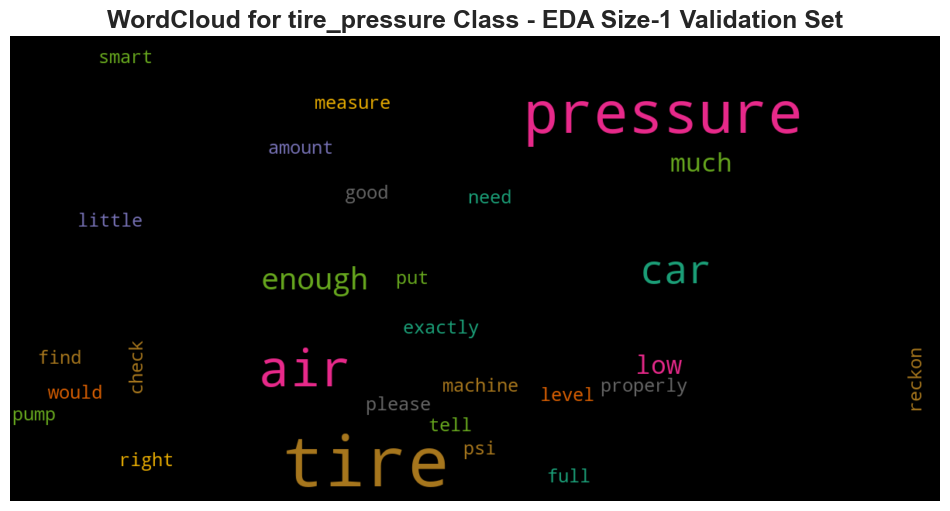 WordCloud for tire_pressure Class - EDA Size-1 Validation Set
smart
measure
pressure
amount
much
good
need
little
car
enough
put
exactly
find
check
air
low
reckon
would
machine
level
properly
please
pump
tell
right
psi
tire
full